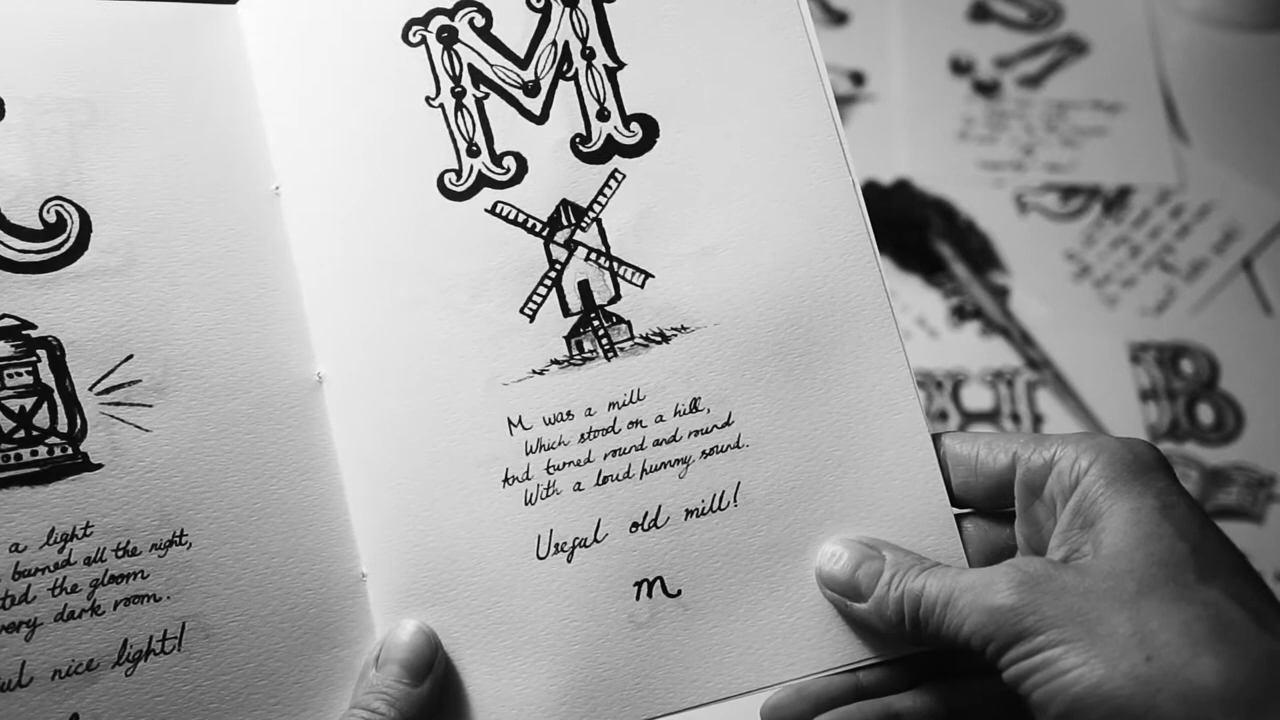 a light
burned all the night,
the gloom
very dark room.
nice light!
M
M was a mill
Which stood on a hill,
And turned round and round
With a loud hummy sound.
Useful old mill!
m
H
B